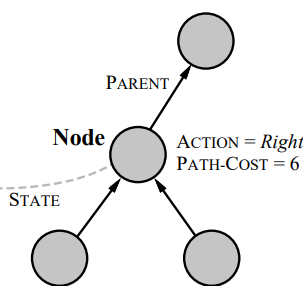 PARENT
Node
ACTION = Right
PATH-COST = 6
STATE